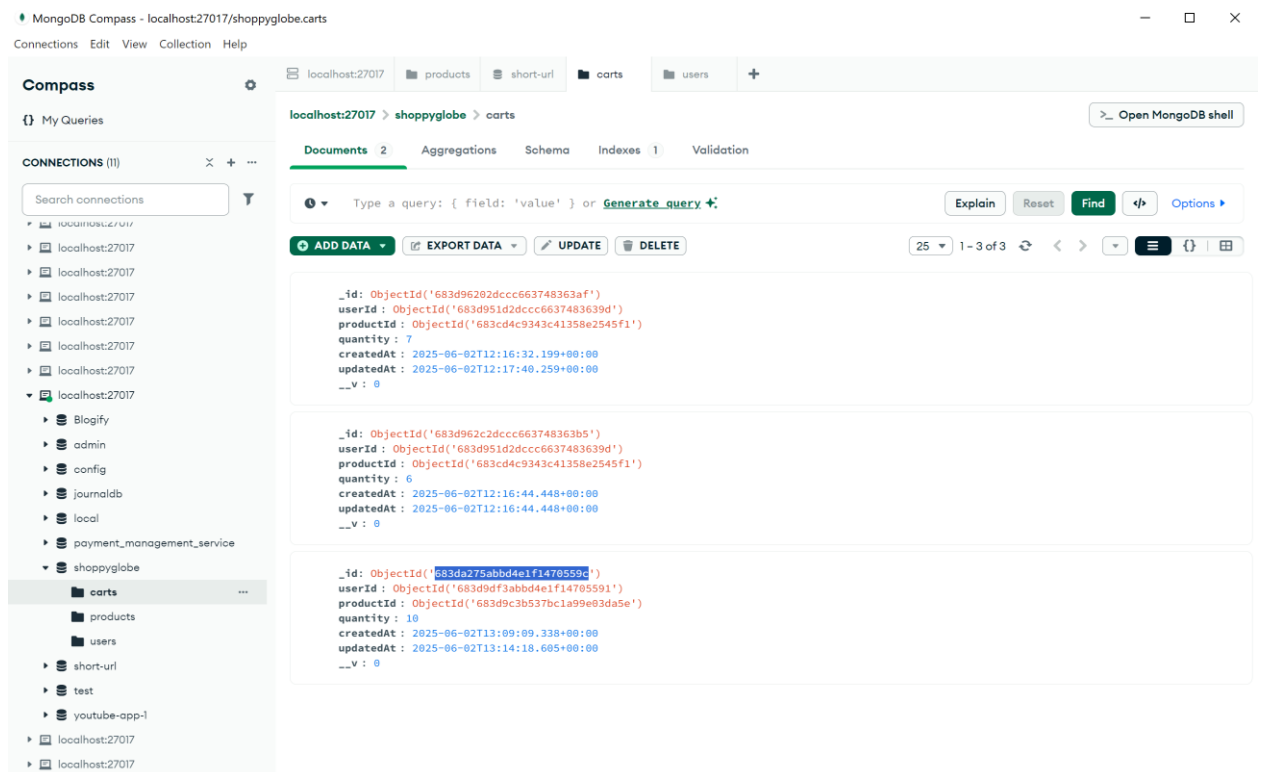 MongoDB Compass - localhost:27017/shoppyglobe.carts
Connections Edit View Collection Help
Compass
{} My Queries
CONNECTIONS (11)
Search connections
localhost:27017
localhost:27017
localhost:27017
localhost:27017
localhost:27017
localhost:27017
localhost:27017
localhost:27017
Blogify
admin
config
journaldb
local
payment_management_service
shoppyglobe
carts
products
users
short-url
test
youtube-app-1
localhost:27017
localhost:27017
localhost:27017 products short-url carts users +
localhost:27017 > shoppyglobe > carts
>_ Open MongoDB shell
Documents 2 Aggregations Schema Indexes 1 Validation
Type a query: { field: 'value' } or Generate query
Explain Reset Find </> Options
ADD DATA EXPORT DATA UPDATE DELETE
25 1 – 3 of 3 {}
_id: ObjectId('683d96202dccc663748363af')
userId : ObjectId('683d951d2dccc6637483639d')
productId : ObjectId('683cd4c9343c41358e2545f1')
quantity : 7
createdAt : 2025-06-02T12:16:32.199+00:00
updatedAt : 2025-06-02T12:17:40.259+00:00
__v : 0
_id: ObjectId('683d962c2dccc663748363b5')
userId : ObjectId('683d951d2dccc6637483639d')
productId : ObjectId('683cd4c9343c41358e2545f1')
quantity : 6
createdAt : 2025-06-02T12:16:44.448+00:00
updatedAt : 2025-06-02T12:16:44.448+00:00
__v : 0
_id: ObjectId('683da275abbd4e1f1470559c')
userId : ObjectId('683d9df3abbd4e1f14705591')
productId : ObjectId('683d9c3b537bc1a99e03da5e')
quantity : 10
createdAt : 2025-06-02T13:09:09.338+00:00
updatedAt : 2025-06-02T13:14:18.605+00:00
__v : 0